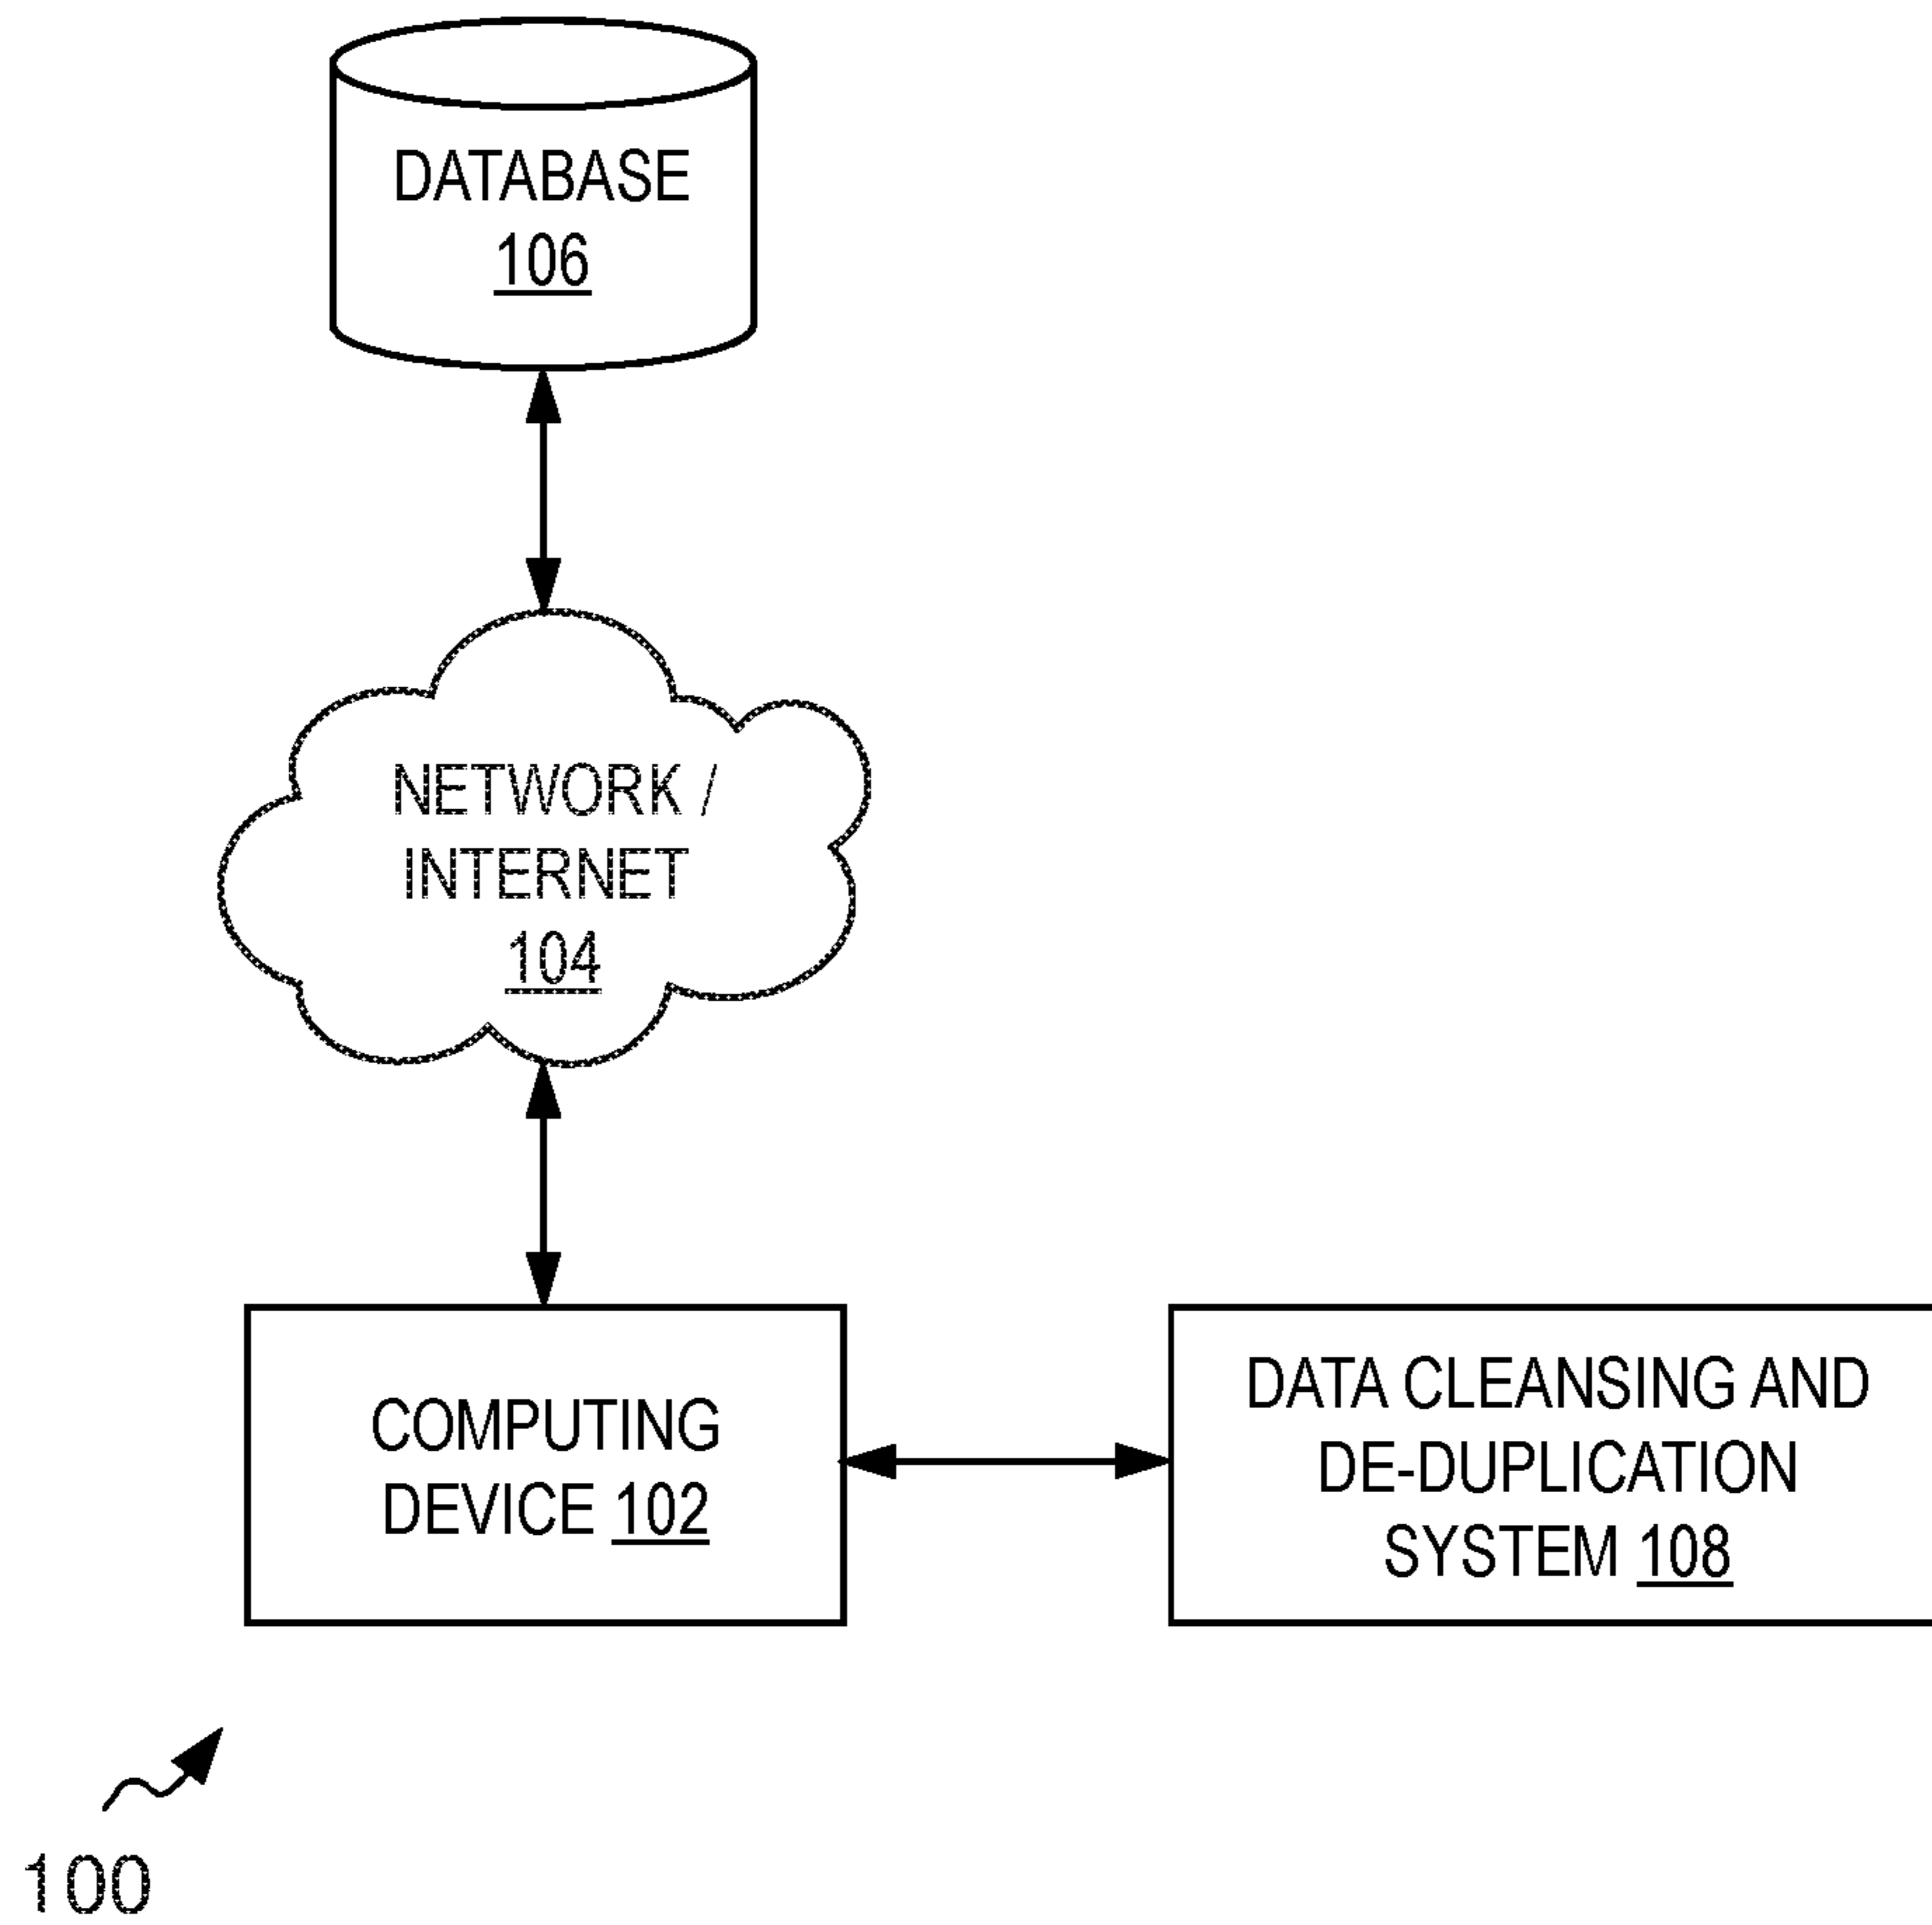 DATABASE
106
NETWORK /
INTERNET
104
COMPUTING
DEVICE 102
DATA CLEANSING AND
DE-DUPLICATION
SYSTEM 108
100